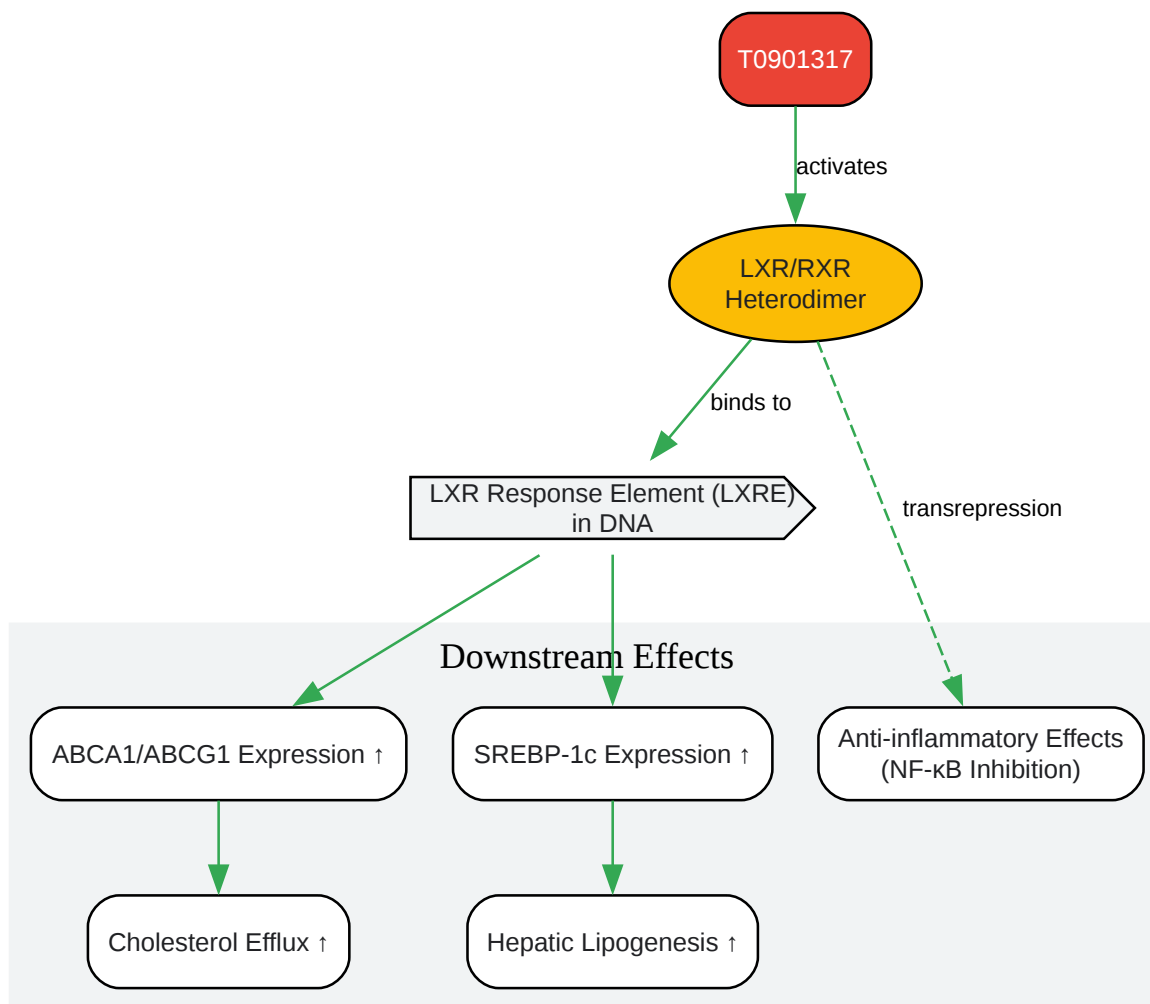 T0901317
activates
LXR/RXR
Heterodimer
binds to
LXR Response Element (LXRE)
in DNA
transrepression
Downstream Effects
ABCA1/ABCG1 Expression ↑
SREBP-1c Expression ↑
Anti-inflammatory Effects
(NF-κB Inhibition)
Cholesterol Efflux ↑
Hepatic Lipogenesis ↑